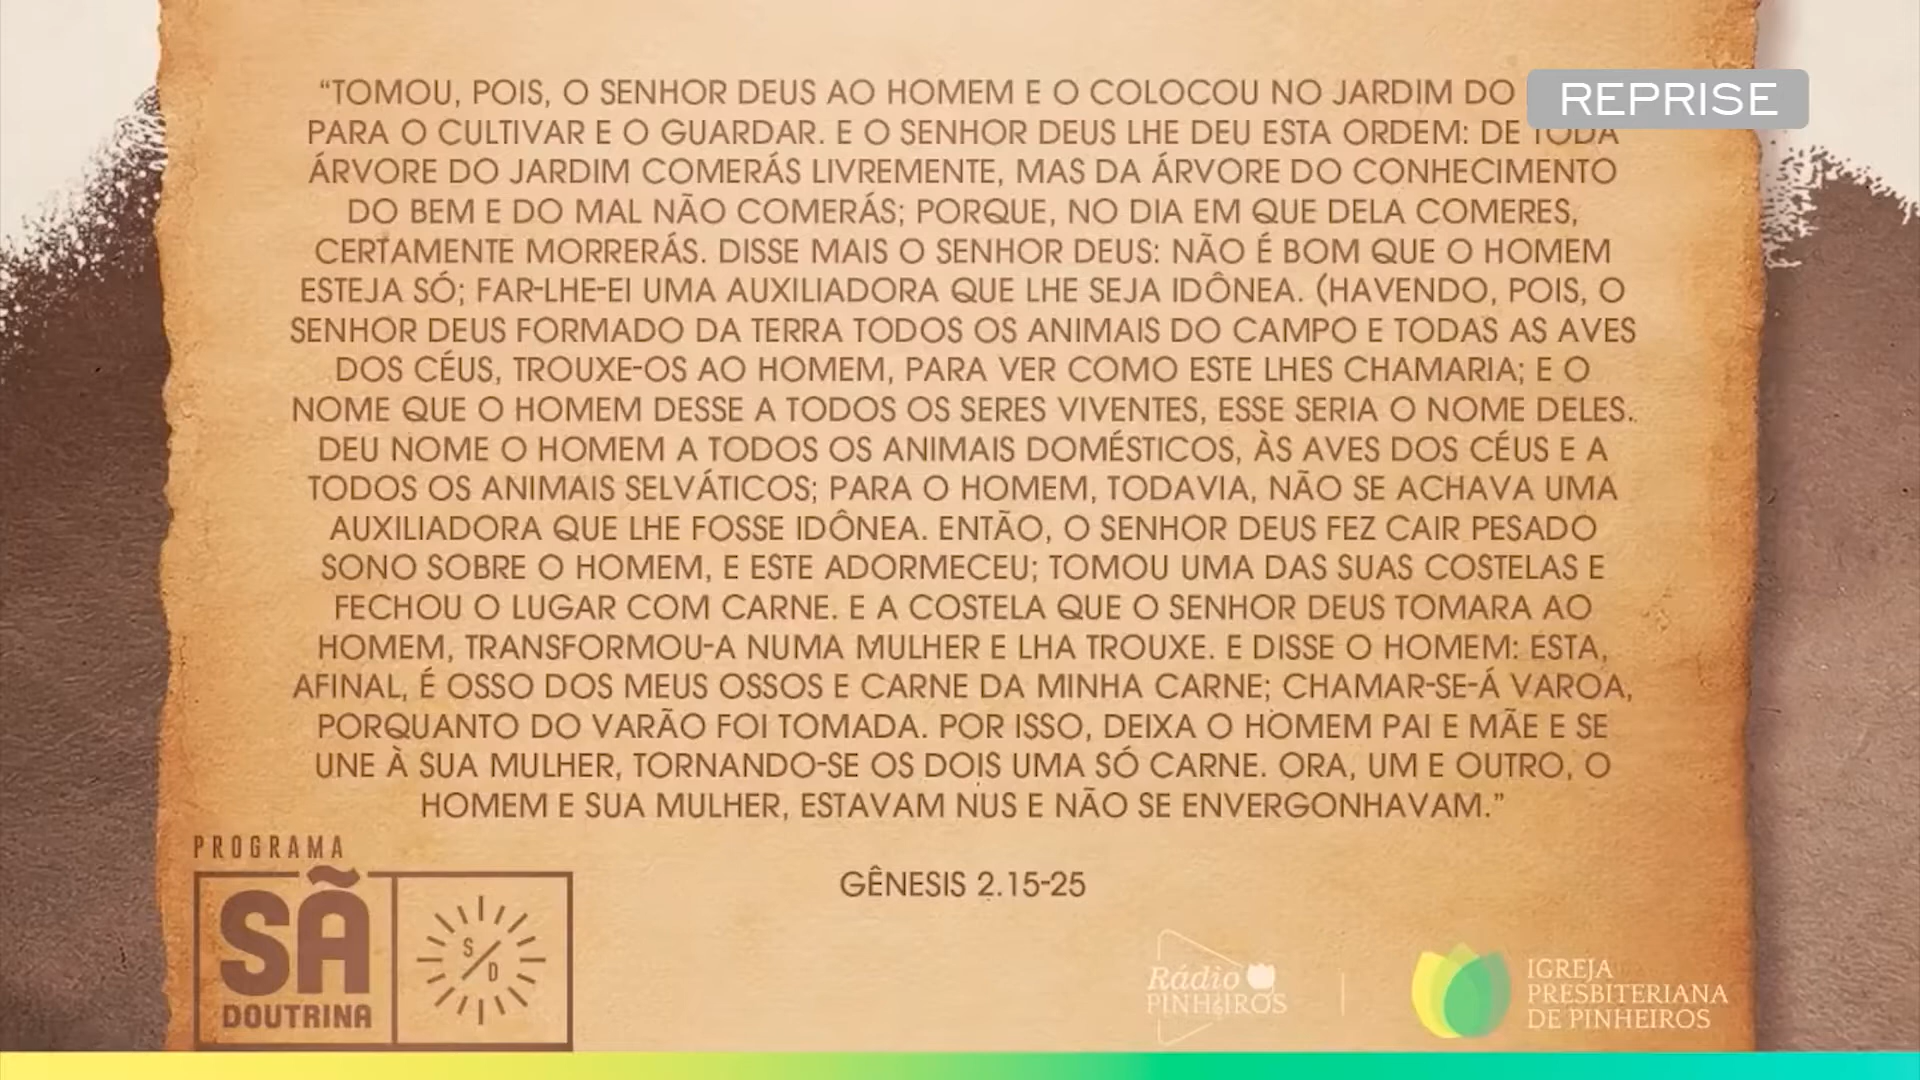 “TOMOU, POIS, O SENHOR DEUS AO HOMEM E O COLOCOU NO JARDIM DO
REPRISE
PARA O CULTIVAR E O GUARDAR. E O SENHOR DEUS LHE DEU ESTA ORDEM: DE TODA
ÁRVORE DO JARDIM COMERÁS LIVREMENTE, MAS DA ÁRVORE DO CONHECIMENTO
DO BEM E DO MAL NÃO COMERÁS; PORQUE, NO DIA EM QUE DELA COMERES,
CERTAMENTE MORRERÁS. DISSE MAIS O SENHOR DEUS: NÃO É BOM QUE O HOMEM
ESTEJA SÓ; FAR-LHE-EI UMA AUXILIADORA QUE LHE SEJA IDÔNEA. (HAVENDO, POIS, O
SENHOR DEUS FORMADO DA TERRA TODOS OS ANIMAIS DO CAMPO E TODAS AS AVES
DOS CÉUS, TROUXE-OS AO HOMEM, PARA VER COMO ESTE LHES CHAMARIA; E O
NOME QUE O HOMEM DESSE A TODOS OS SERES VIVENTES, ESSE SERIA O NOME DELES.
DEU NOME O HOMEM A TODOS OS ANIMAIS DOMÉSTICOS, ÀS AVES DOS CÉUS E A
TODOS OS ANIMAIS SELVÁTICOS; PARA O HOMEM, TODAVIA, NÃO SE ACHAVA UMA
AUXILIADORA QUE LHE FOSSE IDÔNEA. ENTÃO, O SENHOR DEUS FEZ CAIR PESADO
SONO SOBRE O HOMEM, E ESTE ADORMECEU; TOMOU UMA DAS SUAS COSTELAS E
FECHOU O LUGAR COM CARNE. E A COSTELA QUE O SENHOR DEUS TOMARA AO
HOMEM, TRANSFORMOU-A NUMA MULHER E LHA TROUXE. E DISSE O HOMEM: ESTA,
AFINAL, É OSSO DOS MEUS OSSOS E CARNE DA MINHA CARNE; CHAMAR-SE-Á VAROA,
PORQUANTO DO VARÃO FOI TOMADA. POR ISSO, DEIXA O HOMEM PAI E MÃE E SE
UNE À SUA MULHER, TORNANDO-SE OS DOIS UMA SÓ CARNE. ORA, UM E OUTRO, O
HOMEM E SUA MULHER, ESTAVAM NUS E NÃO SE ENVERGONHAVAM.”
GÊNESIS 2.15-25
PROGRAMA
SÃ
DOUTRINA
S/D
Rádio
PINHEIROS
IGREJA
PRESBITERIANA
DE PINHEIROS